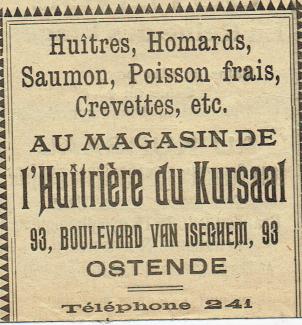 Huîtres, Homards,
Saumon, Poisson frais,
Crevettes, etc.
AU MAGASIN DE
l'Huîtrière du Kursaal
93, BOULEVARD VAN ISEGHEM, 93
OSTENDE
Téléphone 241